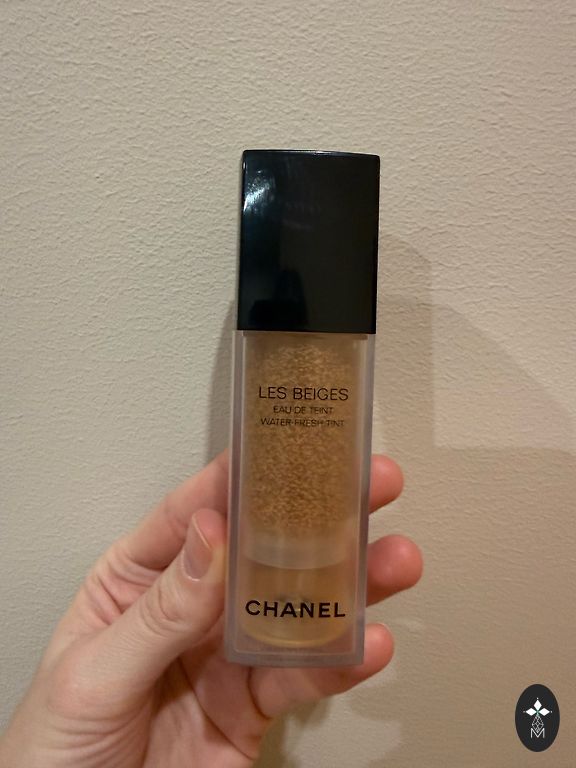 LES BEIGES
EAU DE TEINT
WATER-FRESH TINT
CHANEL
M